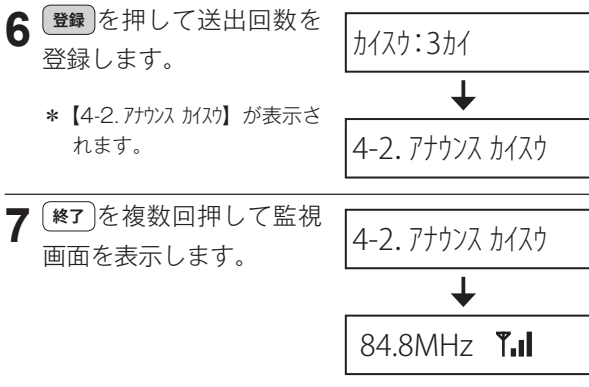 6 登録を押して送出回数を
登録します。
＊【4-2. ｱﾅｳﾝｽ ｶｲｽｳ】が表示さ
れます。
ｶｲｽｳ：3ｶｲ
↓
4-2. ｱﾅｳﾝｽ ｶｲｽｳ
7 終了を複数回押して監視
画面を表示します。
4-2. ｱﾅｳﾝｽ ｶｲｽｳ
↓
84.8MHz